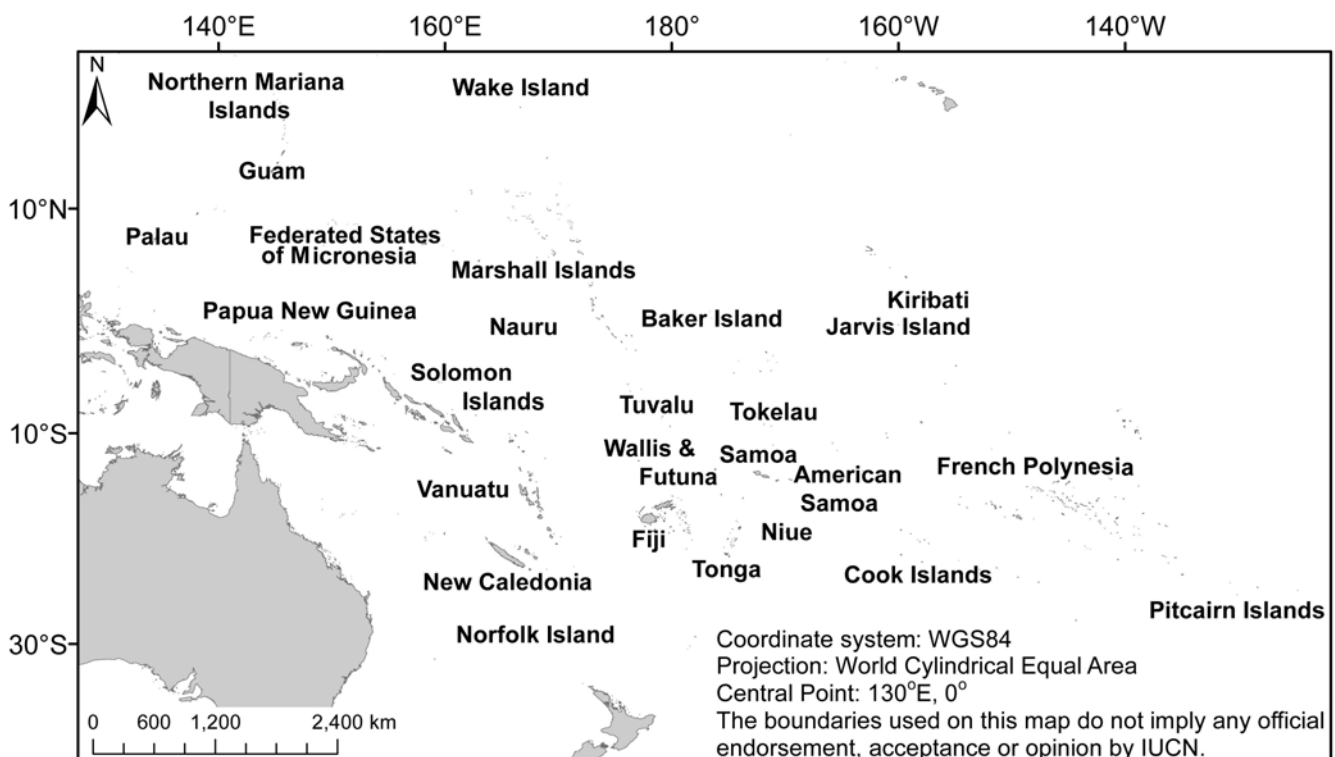 140°E 160°E 180° 160°W 140°W
N
Northern Mariana
Islands
Wake Island
Guam
10°N
Palau
Federated States
of Micronesia
Marshall Islands
Papua New Guinea
Nauru
Baker Island
Kiribati
Jarvis Island
Solomon
Islands
Tuvalu
Tokelau
10°S
Wallis &
Futuna
Samoa
American
Samoa
French Polynesia
Vanuatu
Fiji
Niue
Tonga
New Caledonia
Cook Islands
Pitcairn Islands
Norfolk Island
30°S
Coordinate system: WGS84
Projection: World Cylindrical Equal Area
Central Point: 130°E, 0°
The boundaries used on this map do not imply any official
endorsement, acceptance or opinion by IUCN.
0 600 1,200 2,400 km